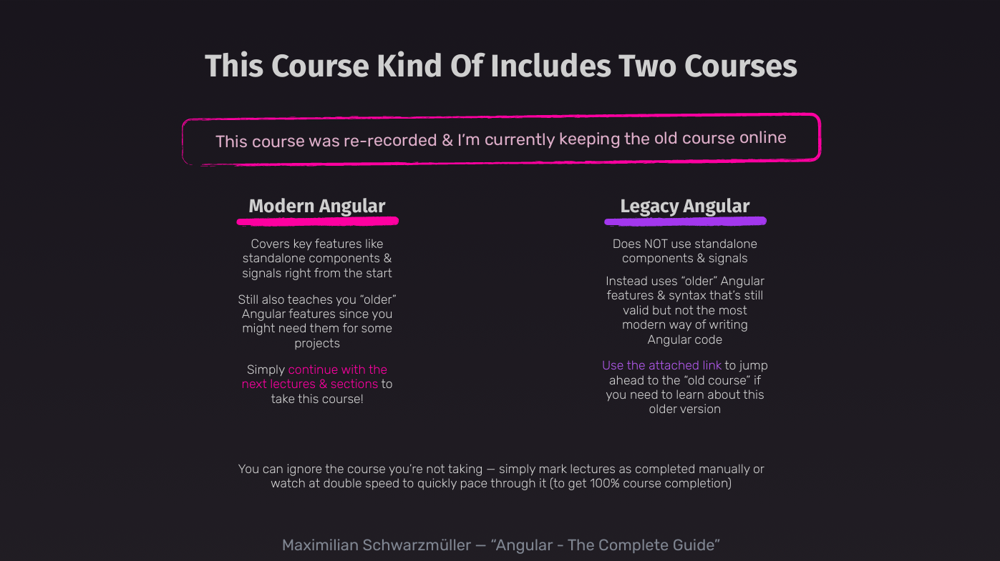 This Course Kind Of Includes Two Courses
This course was re-recorded & I'm currently keeping the old course online
Modern Angular
Covers key features like
standalone components &
signals right from the start
Still also teaches you “older”
Angular features since you
might need them for some
projects
Simply continue with the
next lectures & sections to
take this course!
Legacy Angular
Does NOT use standalone
components & signals
Instead uses “older” Angular
features & syntax that's still
valid but not the most
modern way of writing
Angular code
Use the attached link to jump
ahead to the “old course” if
you need to learn about this
older version
You can ignore the course you're not taking — simply mark lectures as completed manually or
watch at double speed to quickly pace through it (to get 100% course completion)
Maximilian Schwarzmüller — “Angular - The Complete Guide”